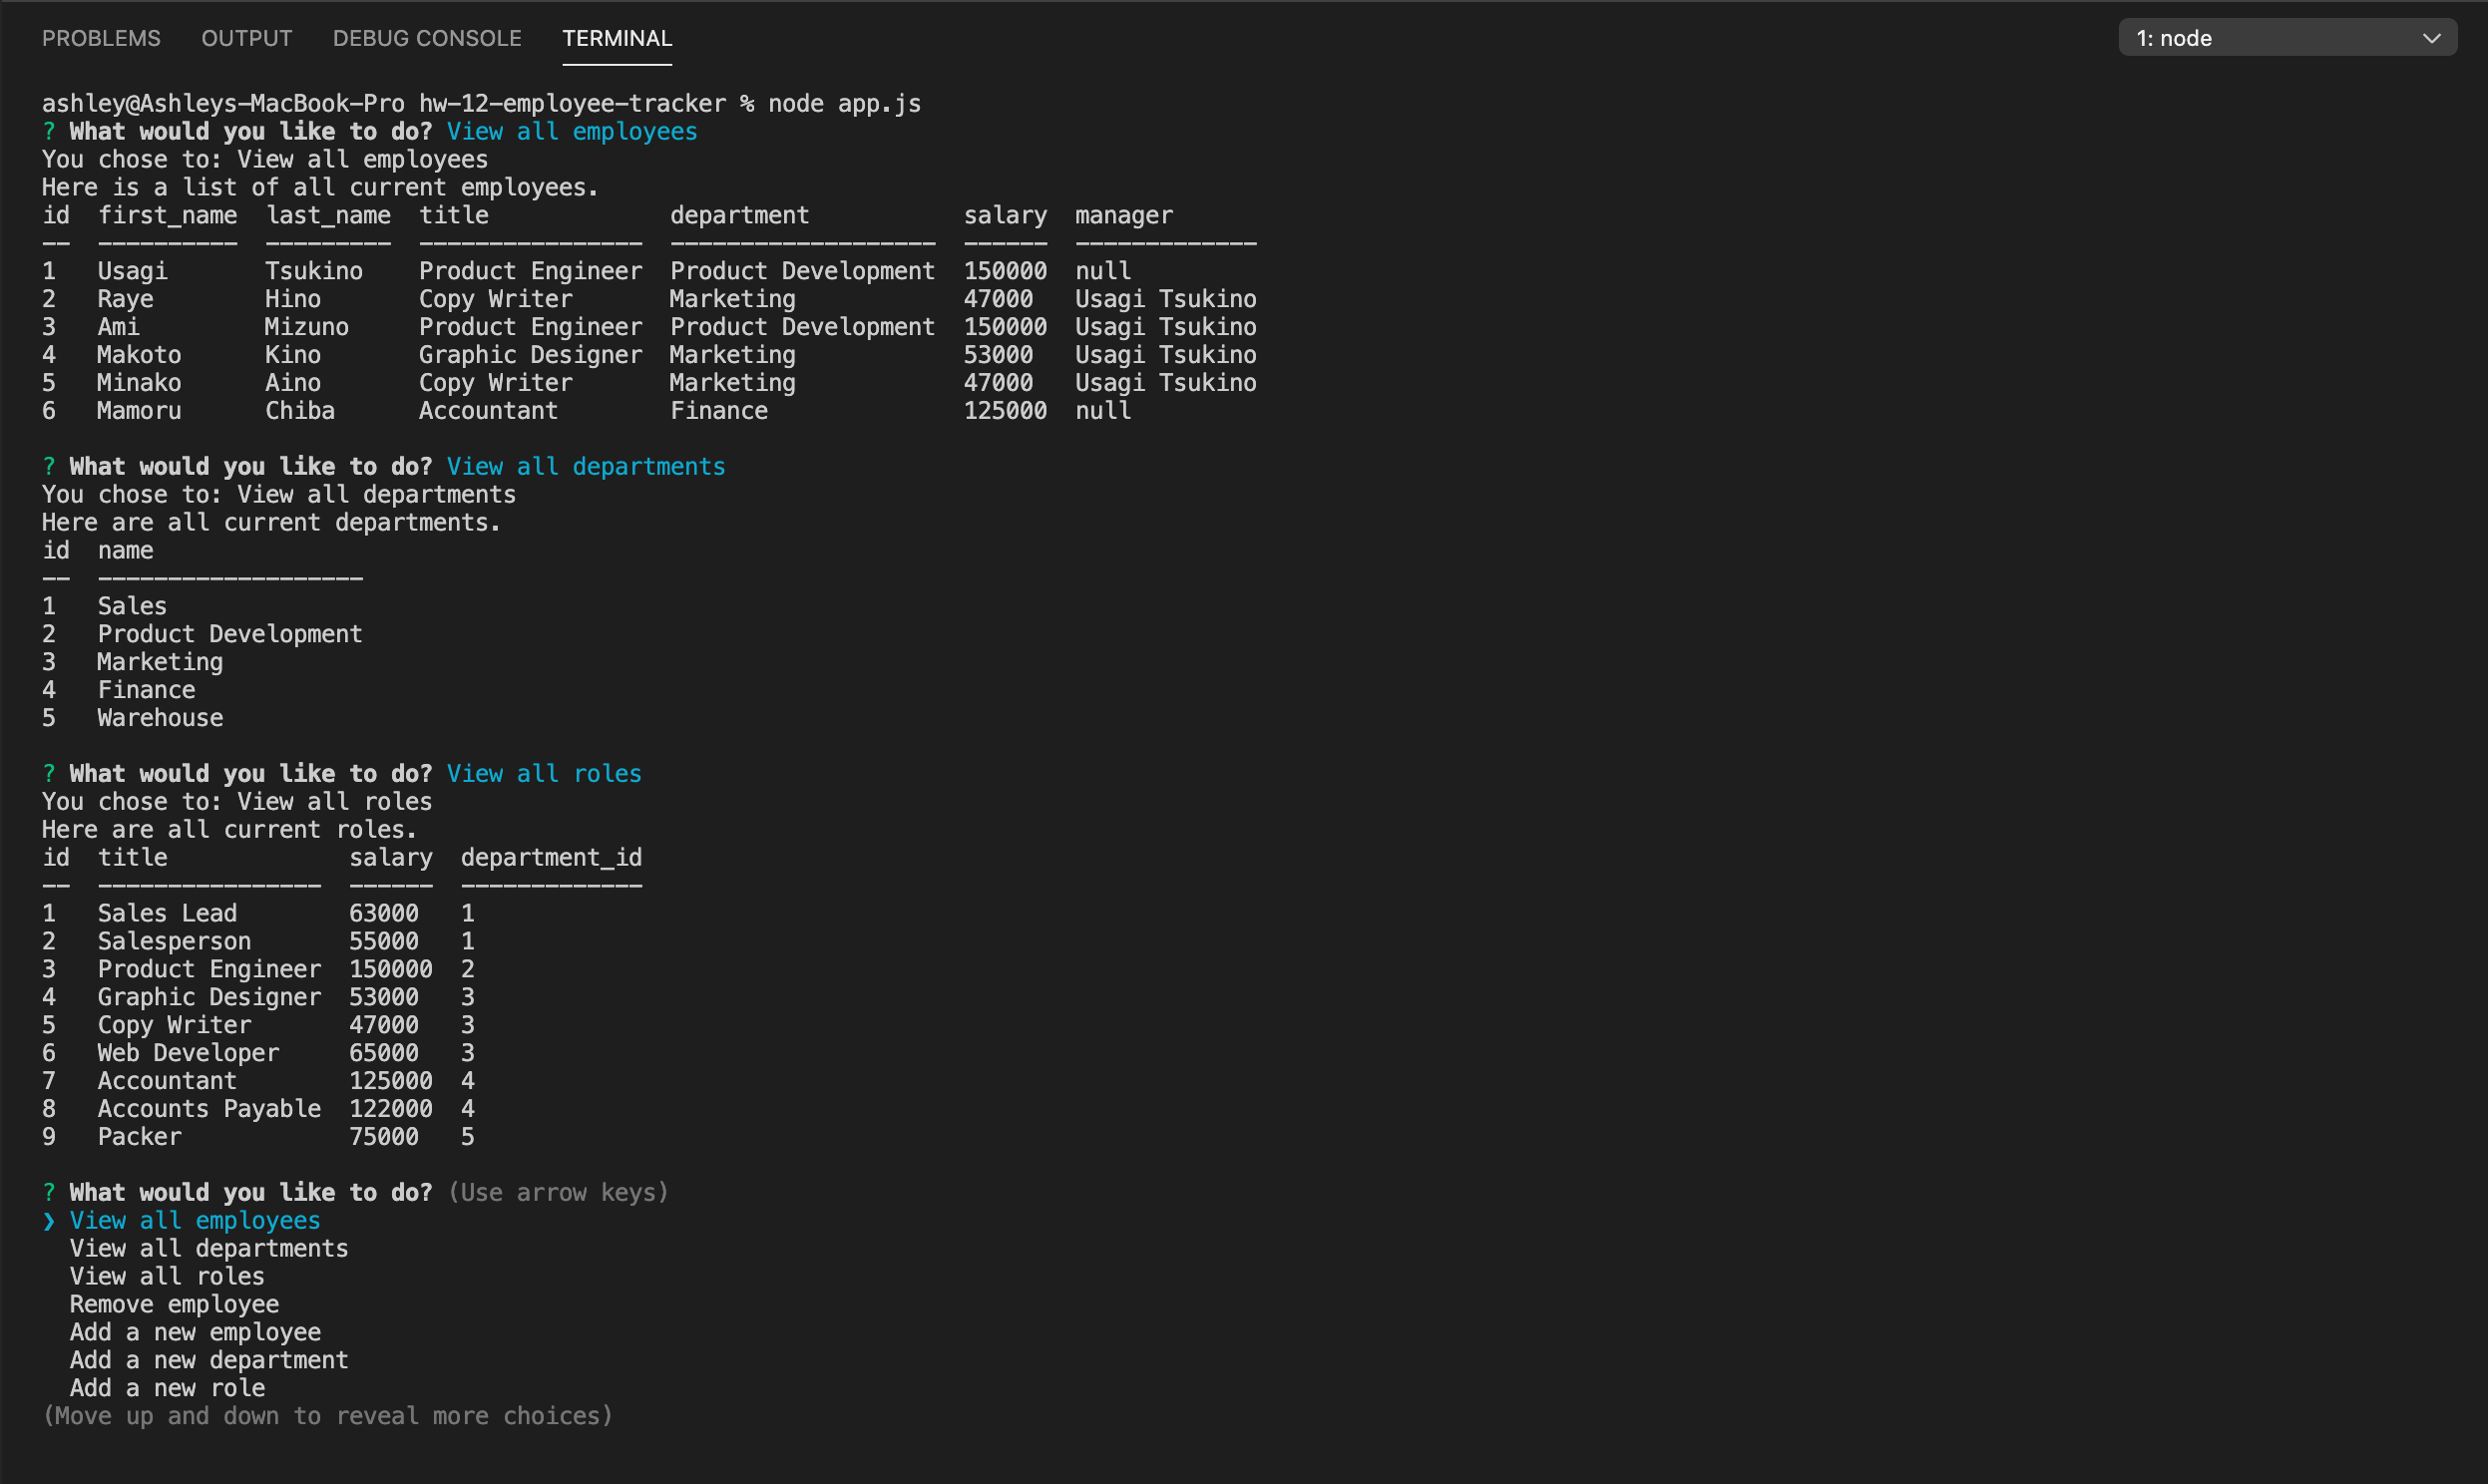 PROBLEMS OUTPUT DEBUG CONSOLE TERMINAL 1: node
ashley@Ashleys-MacBook-Pro hw-12-employee-tracker % node app.js
? What would you like to do? View all employees
You chose to: View all employees
Here is a list of all current employees.
id  first_name  last_name  title             department           salary  manager
--  ----------  ---------  ----------------  -------------------  ------  -------------
1   Usagi       Tsukino    Product Engineer  Product Development  150000  null
2   Raye        Hino       Copy Writer       Marketing            47000   Usagi Tsukino
3   Ami         Mizuno     Product Engineer  Product Development  150000  Usagi Tsukino
4   Makoto      Kino       Graphic Designer  Marketing            53000   Usagi Tsukino
5   Minako      Aino       Copy Writer       Marketing            47000   Usagi Tsukino
6   Mamoru      Chiba      Accountant        Finance              125000  null
? What would you like to do? View all departments
You chose to: View all departments
Here are all current departments.
id  name
--  -------------------
1   Sales
2   Product Development
3   Marketing
4   Finance
5   Warehouse
? What would you like to do? View all roles
You chose to: View all roles
Here are all current roles.
id  title             salary  department_id
--  ----------------  ------  -------------
1   Sales Lead        63000   1
2   Salesperson       55000   1
3   Product Engineer  150000  2
4   Graphic Designer  53000   3
5   Copy Writer       47000   3
6   Web Developer     65000   3
7   Accountant        125000  4
8   Accounts Payable  122000  4
9   Packer            75000   5
? What would you like to do? (Use arrow keys)
❯ View all employees
  View all departments
  View all roles
  Remove employee
  Add a new employee
  Add a new department
  Add a new role
(Move up and down to reveal more choices)